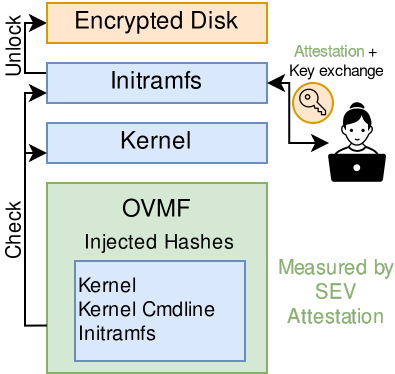 Encrypted Disk
Unlock
Attestation +
Key exchange
Initramfs
Kernel
Check
OVMF
Injected Hashes
Kernel
Kernel Cmdline
Initramfs
Measured by
SEV
Attestation